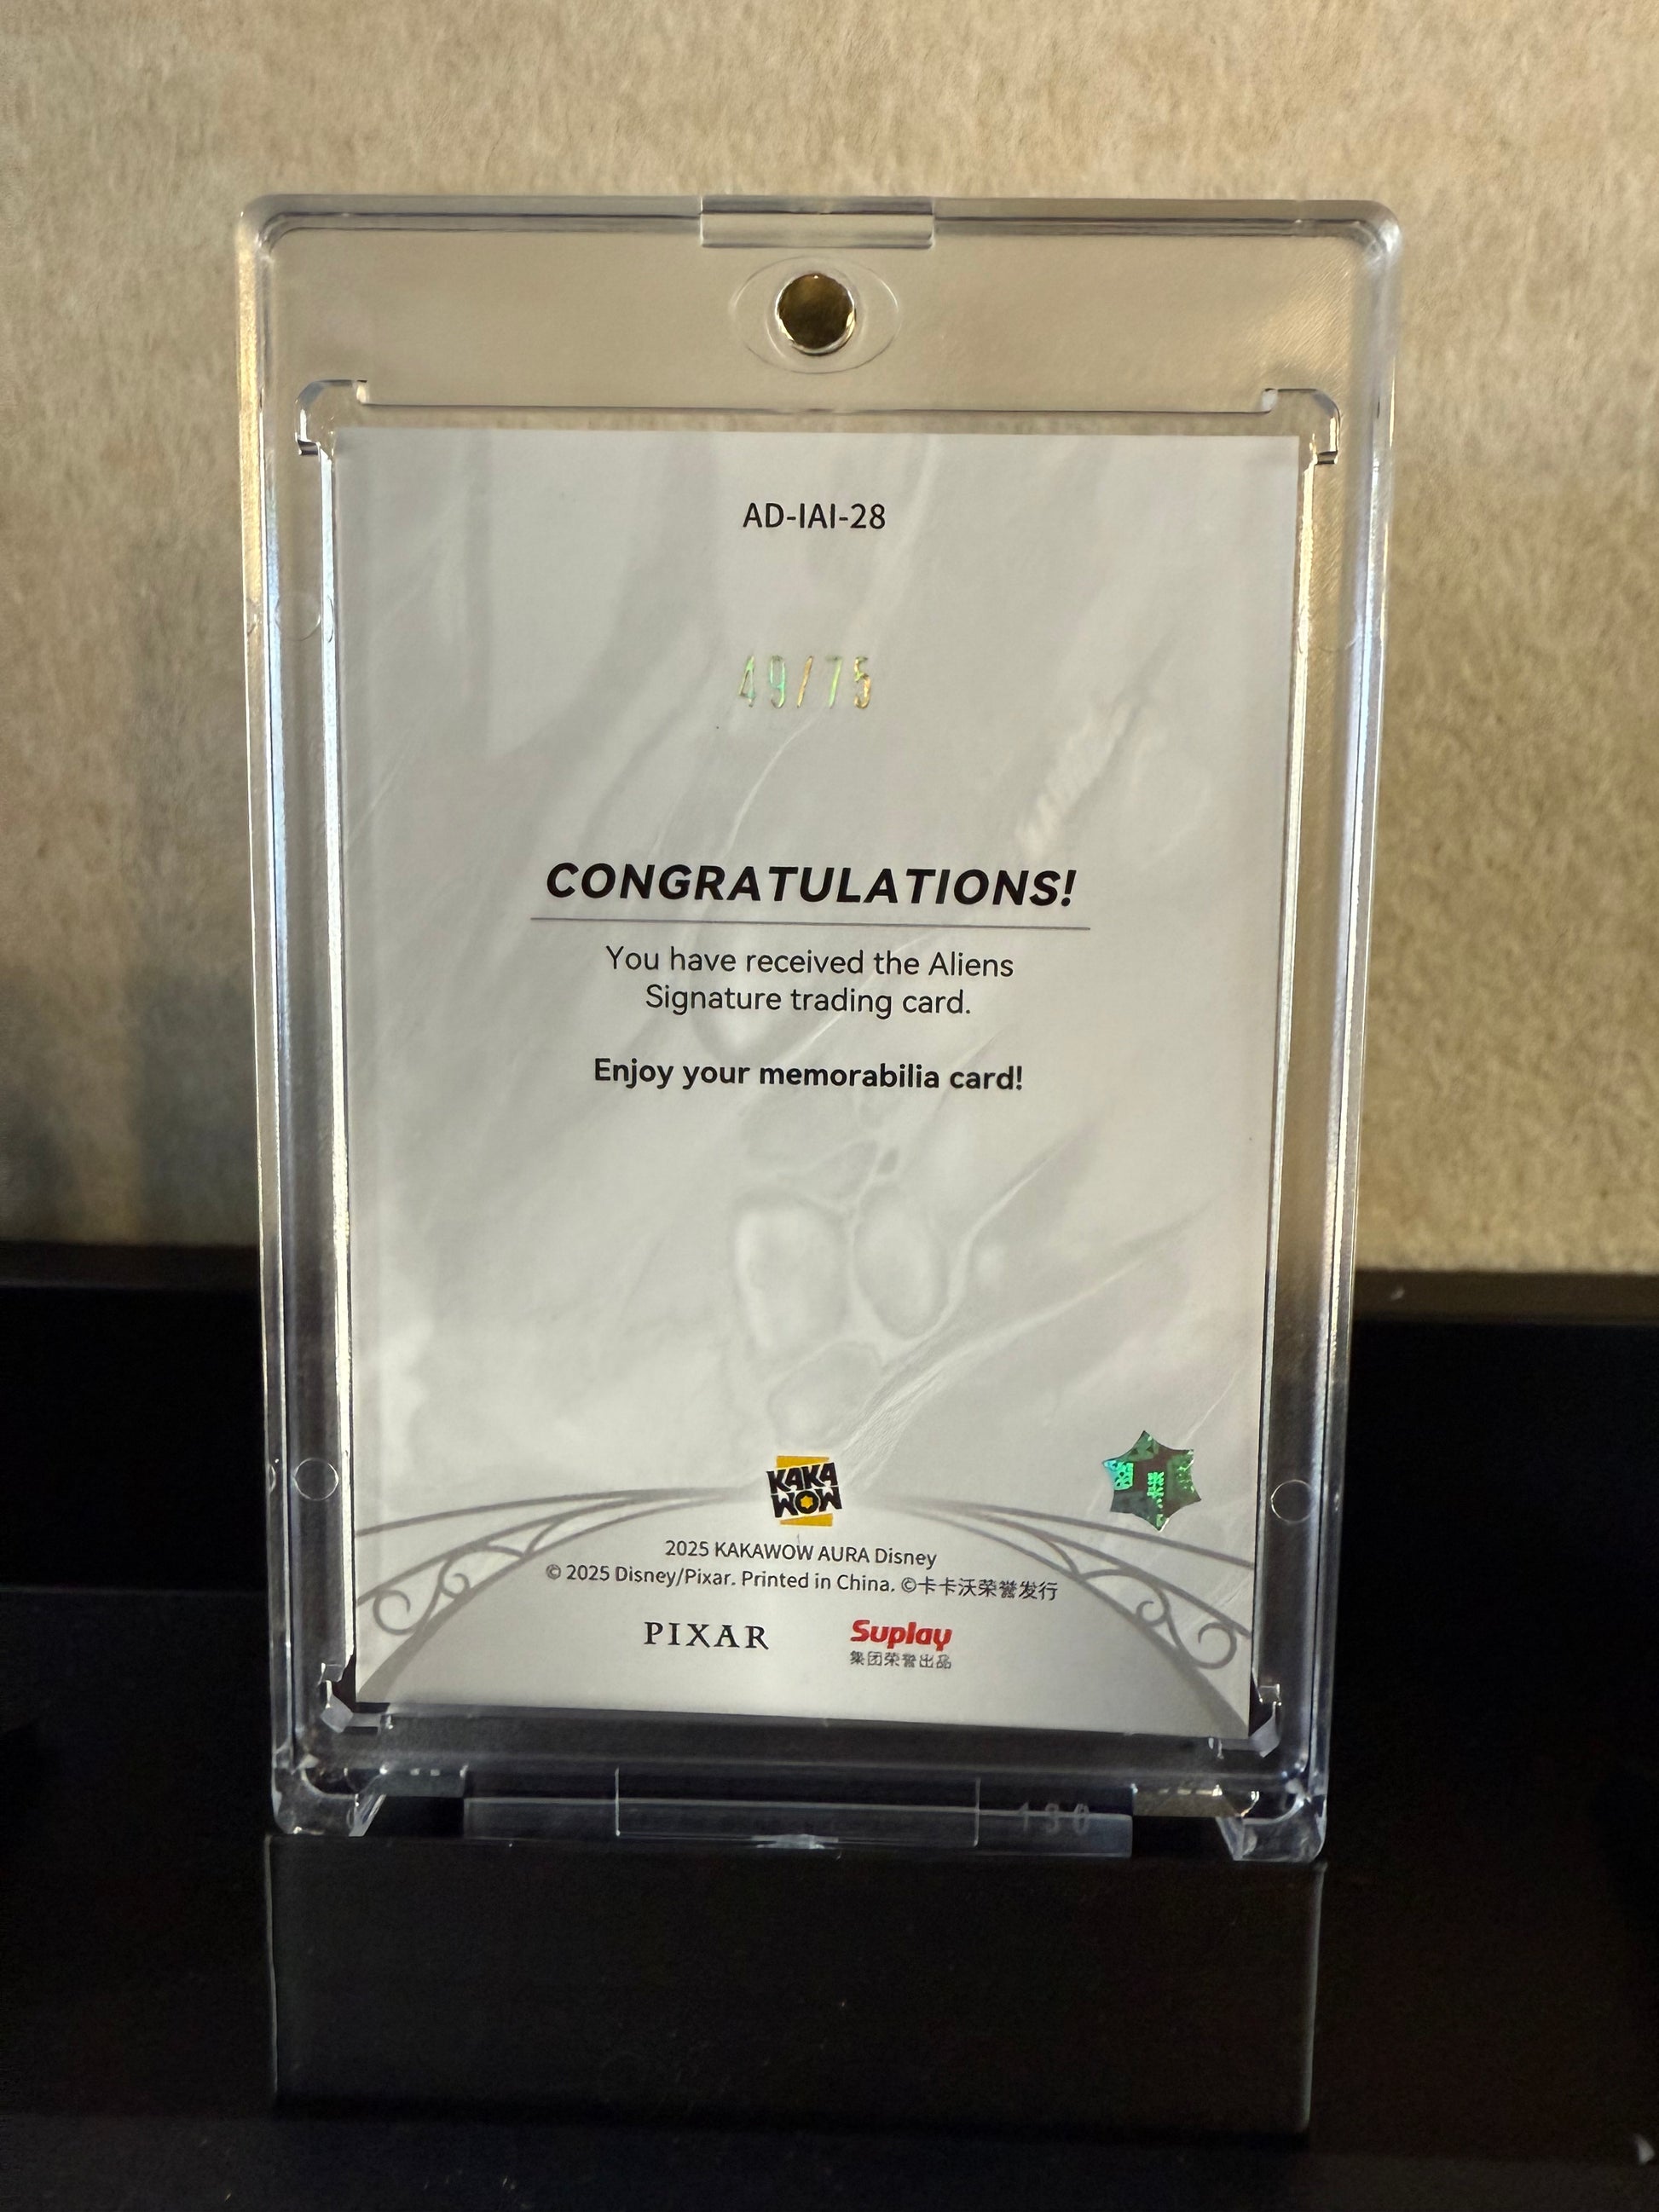 AD-IAI-28
49/75
CONGRATULATIONS!
You have received the Aliens
Signature trading card.
Enjoy your memorabilia card!
KAKA
WOW
2025 KAKAWOW AURA Disney
© 2025 Disney/Pixar. Printed in China. ©卡卡沃荣誉发行
PIXAR
Suplay
集团荣誉出品
130